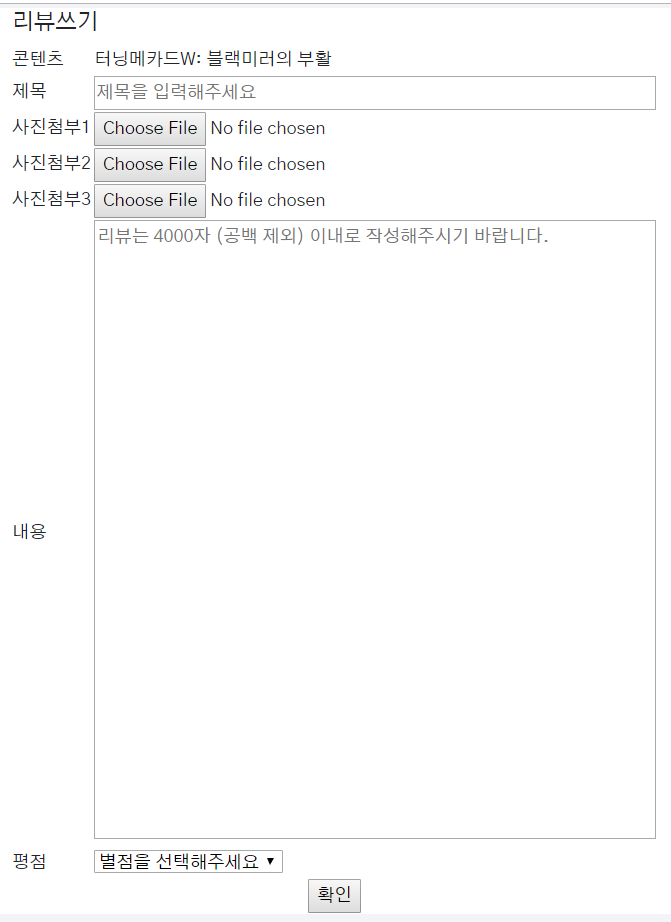 리뷰쓰기
콘텐츠 터닝메카드W: 블랙미러의 부활
제목 제목을 입력해주세요
사진첨부1 Choose File No file chosen
사진첨부2 Choose File No file chosen
사진첨부3 Choose File No file chosen
리뷰는 4000자 (공백 제외) 이내로 작성해주시기 바랍니다.
내용
평점 별점을 선택해주세요
확인